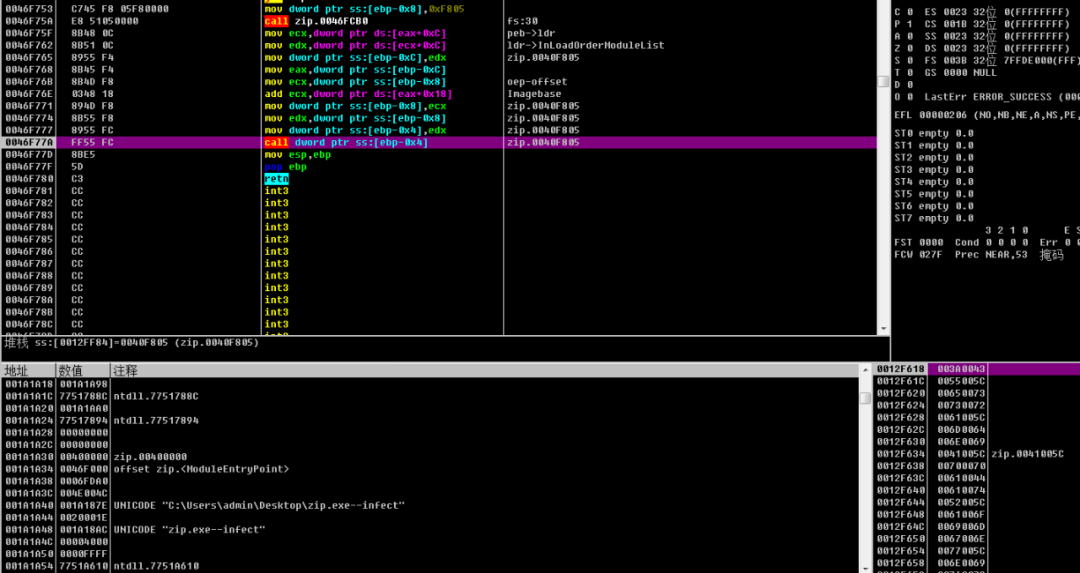 0046F753 C745 F8 05F80000 mov dword ptr ss:[ebp-0x8],0xF805
0046F75A E8 51050000 call zip.0046FCB0 fs:30
0046F75F 8B48 0C mov ecx,dword ptr ds:[eax+0xC] peb->ldr
0046F762 8B51 0C mov edx,dword ptr ds:[ecx+0xC] ldr->InLoadOrderModuleList
0046F765 8955 F4 mov dword ptr ss:[ebp-0xC],edx zip.0040F805
0046F768 8B45 F4 mov eax,dword ptr ss:[ebp-0xC]
0046F76B 8B4D F8 mov ecx,dword ptr ss:[ebp-0x8] oep-offset
0046F76E 0348 18 add ecx,dword ptr ds:[eax+0x18] Imagebase
0046F771 894D F8 mov dword ptr ss:[ebp-0x8],ecx zip.0040F805
0046F774 8B55 F8 mov edx,dword ptr ss:[ebp-0x8] zip.0040F805
0046F777 8955 FC mov dword ptr ss:[ebp-0x4],edx zip.0040F805
0046F77A FF55 FC call dword ptr ss:[ebp-0x4] zip.0040F805
0046F77D 8BE5 mov esp,ebp
0046F77F 5D pop ebp
0046F780 C3 retn
0046F781 CC int3
0046F782 CC int3
0046F783 CC int3
0046F784 CC int3
0046F785 CC int3
0046F786 CC int3
0046F787 CC int3
0046F788 CC int3
0046F789 CC int3
0046F78A CC int3
0046F78B CC int3
0046F78C CC int3
堆栈 ss:[0012FF84]=0040F805 (zip.0040F805)
C 0 ES 0023 32位 0(FFFFFFFF)
P 1 CS 001B 32位 0(FFFFFFFF)
A 0 SS 0023 32位 0(FFFFFFFF)
Z 0 DS 0023 32位 0(FFFFFFFF)
S 0 FS 003B 32位 7FFDE000(FFF)
T 0 GS 0000 NULL
D 0
O 0 LastErr ERROR_SUCCESS (000
EFL 00000206 (NO,NB,NE,A,NS,PE,
ST0 empty 0.0
ST1 empty 0.0
ST2 empty 0.0
ST3 empty 0.0
ST4 empty 0.0
ST5 empty 0.0
ST6 empty 0.0
ST7 empty 0.0
3 2 1 0 E S
FST 0000 Cond 0 0 0 0 Err 0 0
FCW 027F Prec NEAR,53 掩码
地址 数值 注释
001A1A18 001A1A98
001A1A1C 7751788C ntdll.7751788C
001A1A20 001A1AA0
001A1A24 77517894 ntdll.77517894
001A1A28 00000000
001A1A2C 00000000
001A1A30 00400000 zip.00400000
001A1A34 0046F000 offset zip.<ModuleEntryPoint>
001A1A38 0006FDA0
001A1A3C 004E004C
001A1A40 001A187E UNICODE "C:\Users\admin\Desktop\zip.exe--infect"
001A1A44 0020001E
001A1A48 001A18AC UNICODE "zip.exe--infect"
001A1A4C 00004000
001A1A50 0000FFFF
001A1A54 7751A610 ntdll.7751A610
0012F618 003A0043
0012F61C 0055005C
0012F620 00650073
0012F624 00730072
0012F628 0061005C
0012F62C 006D0064
0012F630 006E0069
0012F634 0041005C zip.0041005C
0012F638 00700070
0012F63C 00610044
0012F640 00610074
0012F644 0052005C
0012F648 0061006F
0012F64C 0069006D
0012F650 0067006E
0012F654 0077005C
0012F658 006E0069